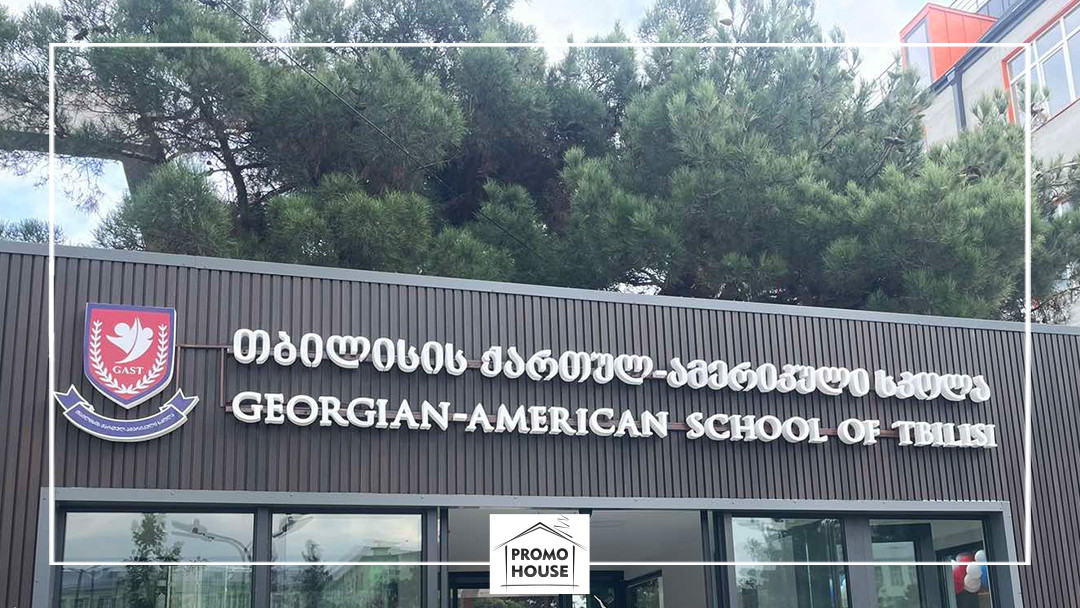 თბილისის ქართულ-ამერიკული სკოლა
GEORGIAN-AMERICAN SCHOOL OF TBILISI
GAST
PROMO
HOUSE